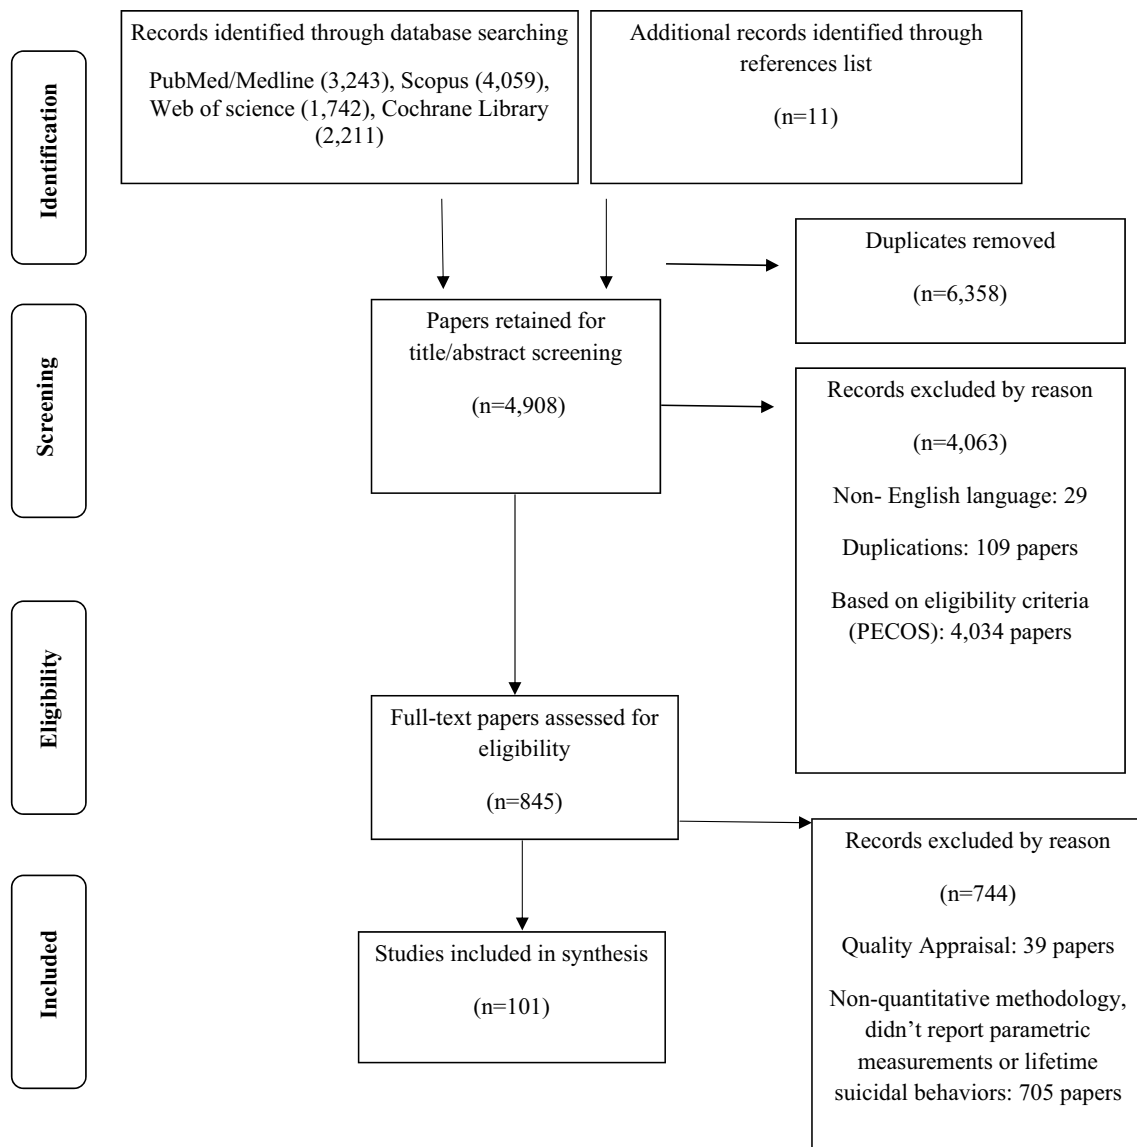 Records identified through database searching
PubMed/Medline (3,243), Scopus (4,059),
Web of science (1,742), Cochrane Library
(2,211)
Additional records identified through
references list
(n=11)
Identification
Duplicates removed
(n=6,358)
Screening
Papers retained for
title/abstract screening
(n=4,908)
Records excluded by reason
(n=4,063)
Non- English language: 29
Duplications: 109 papers
Based on eligibility criteria
(PECOS): 4,034 papers
Eligibility
Full-text papers assessed for
eligibility
(n=845)
Records excluded by reason
(n=744)
Quality Appraisal: 39 papers
Non-quantitative methodology,
didn’t report parametric
measurements or lifetime
suicidal behaviors: 705 papers
Included
Studies included in synthesis
(n=101)